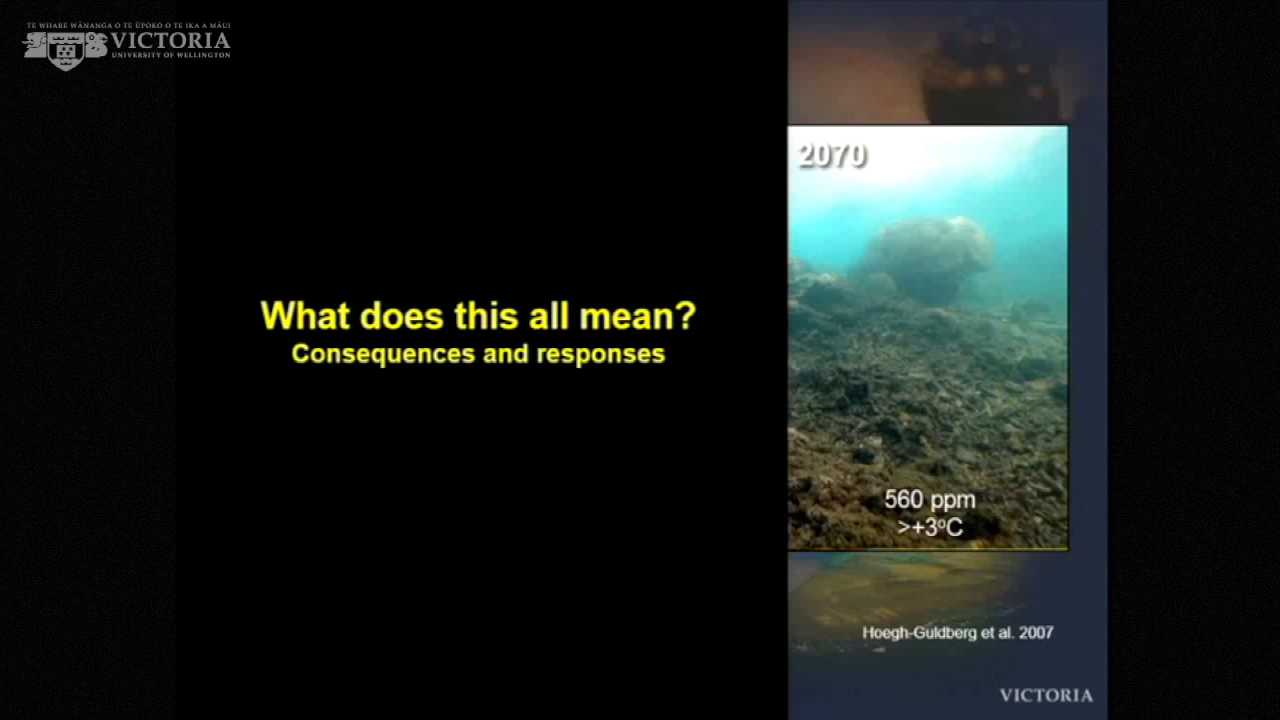 TE WHARE WĀNANGA O TE ŪPOKO O TE IKA A MĀUI
VICTORIA
UNIVERSITY OF WELLINGTON
2070
What does this all mean?
Consequences and responses
560 ppm
>+3ºC
Hoegh-Guldberg et al. 2007
VICTORIA